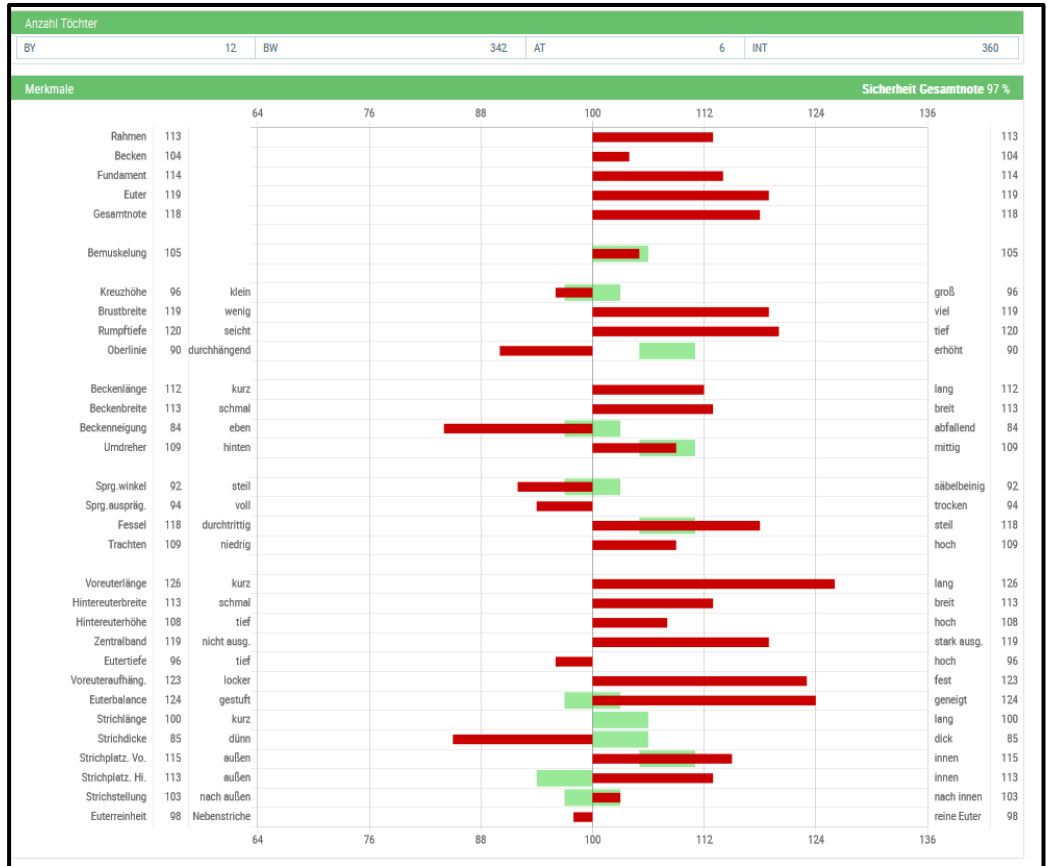 Anzahl Töchter
BY 12 BW 342 AT 6 INT 360
Merkmale Sicherheit Gesamtnote 97 %
64 76 88 100 112 124 136
Rahmen 113 113
Becken 104 104
Fundament 114 114
Euter 119 119
Gesamtnote 118 118
Bemuskelung 105 105
Kreuzhöhe 96 klein groß 96
Brustbreite 119 wenig viel 119
Rumpftiefe 120 seicht tief 120
Oberlinie 90 durchhängend erhöht 90
Beckenlänge 112 kurz lang 112
Beckenbreite 113 schmal breit 113
Beckenneigung 84 eben abfallend 84
Umdreher 109 hinten mittig 109
Sprg.winkel 92 steil säbelbeinig 92
Sprg.auspräg. 94 voll trocken 94
Fessel 118 durchtrittig steil 118
Trachten 109 niedrig hoch 109
Voreuterlänge 126 kurz lang 126
Hintereuterbreite 113 schmal breit 113
Hintereuterhöhe 108 tief hoch 108
Zentralband 119 nicht ausg. stark ausg. 119
Eutertiefe 96 tief hoch 96
Voreuteraufhäng. 123 locker fest 123
Euterbalance 124 gestuft geneigt 124
Strichlänge 100 kurz lang 100
Strichdicke 85 dünn dick 85
Strichplatz. Vo. 115 außen innen 115
Strichplatz. Hi. 113 außen innen 113
Strichstellung 103 nach außen nach innen 103
Euterreinheit 98 Nebenstriche reine Euter 98
64 76 88 100 112 124 136